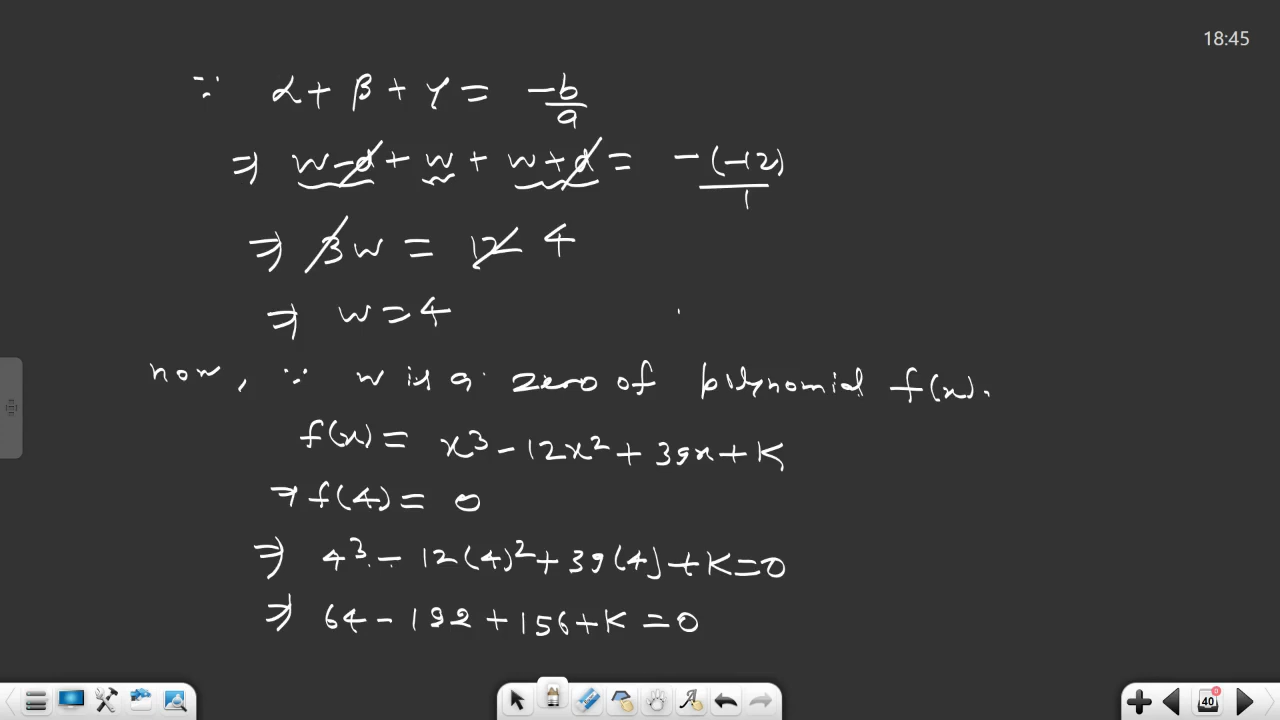 18:45
∵ α + β + γ = -b/a
⇒ w-d + w + w+d = -(-12)/1
⇒ 3w = 12 4
⇒ w = 4
now, ∵ w is a zero of polynomial f(x).
f(x) = x³ - 12x² + 39x + K
⇒ f(4) = 0
⇒ 4³ - 12(4)² + 39(4) + K = 0
⇒ 64 - 192 + 156 + K = 0
40